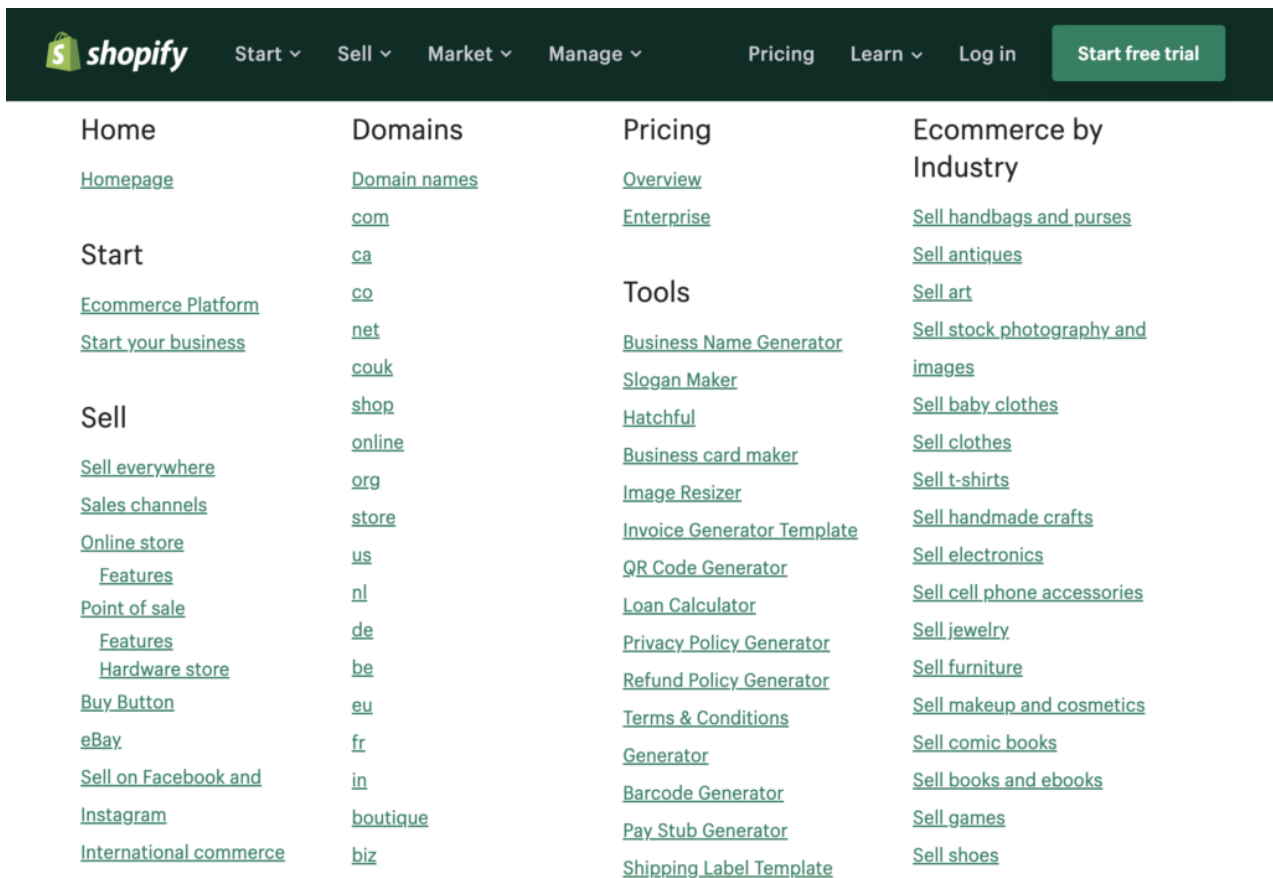 shopify
Start
Sell
Market
Manage
Pricing
Learn
Log in
Start free trial
Home
Homepage
Start
Ecommerce Platform
Start your business
Sell
Sell everywhere
Sales channels
Online store
Features
Point of sale
Features
Hardware store
Buy Button
eBay
Sell on Facebook and
Instagram
International commerce
Domains
Domain names
com
ca
co
net
couk
shop
online
org
store
us
nl
de
be
eu
fr
in
boutique
biz
Pricing
Overview
Enterprise
Tools
Business Name Generator
Slogan Maker
Hatchful
Business card maker
Image Resizer
Invoice Generator Template
QR Code Generator
Loan Calculator
Privacy Policy Generator
Refund Policy Generator
Terms & Conditions
Generator
Barcode Generator
Pay Stub Generator
Shipping Label Template
Ecommerce by
Industry
Sell handbags and purses
Sell antiques
Sell art
Sell stock photography and
images
Sell baby clothes
Sell clothes
Sell t-shirts
Sell handmade crafts
Sell electronics
Sell cell phone accessories
Sell jewelry
Sell furniture
Sell makeup and cosmetics
Sell comic books
Sell books and ebooks
Sell games
Sell shoes